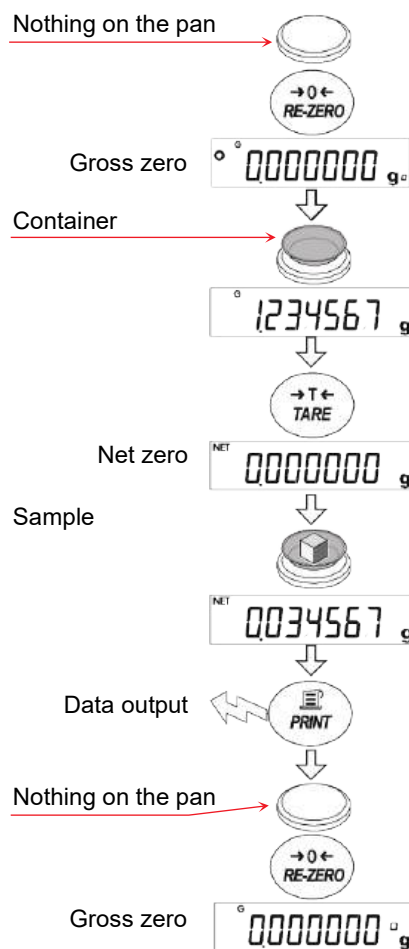 Nothing on the pan
→0←
RE-ZERO
G
Gross zero
0.000000 g
Container
G
1.234567 g
→T←
TARE
NET
Net zero
0.000000 g
Sample
NET
0.034567 g
Data output
PRINT
Nothing on the pan
→0←
RE-ZERO
G
Gross zero
0.000000 g